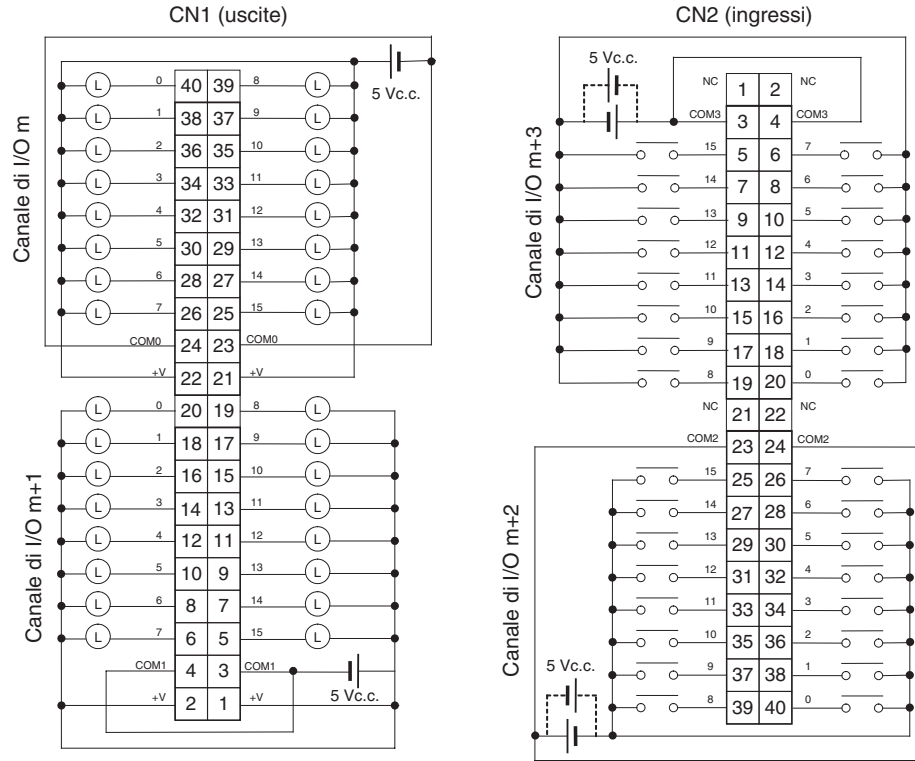 CN1 (uscite)
5 Vc.c.
Canale di I/O m
0 40 39 8
1 38 37 9
2 36 35 10
3 34 33 11
4 32 31 12
5 30 29 13
6 28 27 14
7 26 25 15
COM0 24 23 COM0
+V 22 21 +V
L L
L L
L L
L L
L L
L L
L L
L L
Canale di I/O m+1
0 20 19 8
1 18 17 9
2 16 15 10
3 14 13 11
4 12 11 12
5 10 9 13
6 8 7 14
7 6 5 15
COM1 4 3 COM1
+V 2 1 +V
L L
L L
L L
L L
L L
L L
L L
L L
5 Vc.c.
CN2 (ingressi)
5 Vc.c.
Canale di I/O m+3
NC 1 2 NC
COM3 3 4 COM3
15 5 6 7
14 7 8 6
13 9 10 5
12 11 12 4
11 13 14 3
10 15 16 2
9 17 18 1
8 19 20 0
NC 21 22 NC
COM2 23 24 COM2
Canale di I/O m+2
15 25 26 7
14 27 28 6
13 29 30 5
12 31 32 4
11 33 34 3
10 35 36 2
9 37 38 1
8 39 40 0
5 Vc.c.